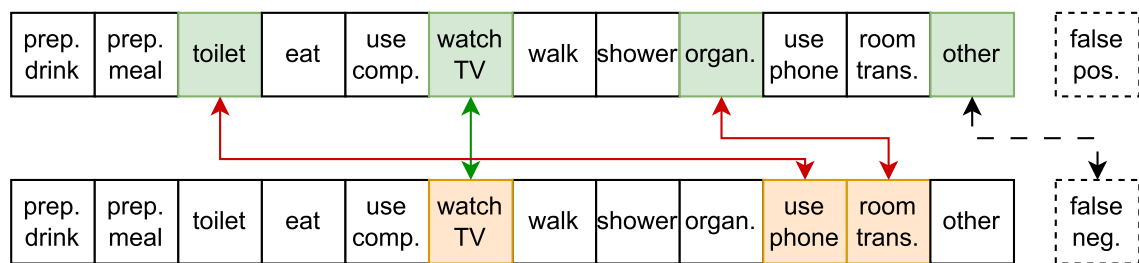 prep. drink
prep. meal
toilet
eat
use comp.
watch TV
walk
shower
organ.
use phone
room trans.
other
false pos.
prep. drink
prep. meal
toilet
eat
use comp.
watch TV
walk
shower
organ.
use phone
room trans.
other
false neg.